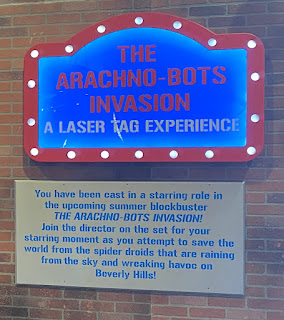 THE
ARACHNO-BOTS
INVASION
A LASER TAG EXPERIENCE
You have been cast in a starring role in
the upcoming summer blockbuster
THE ARACHNO-BOTS INVASION!
Join the director on the set for your
starring moment as you attempt to save the
world from the spider droids that are raining
from the sky and wreaking havoc on
Beverly Hills!